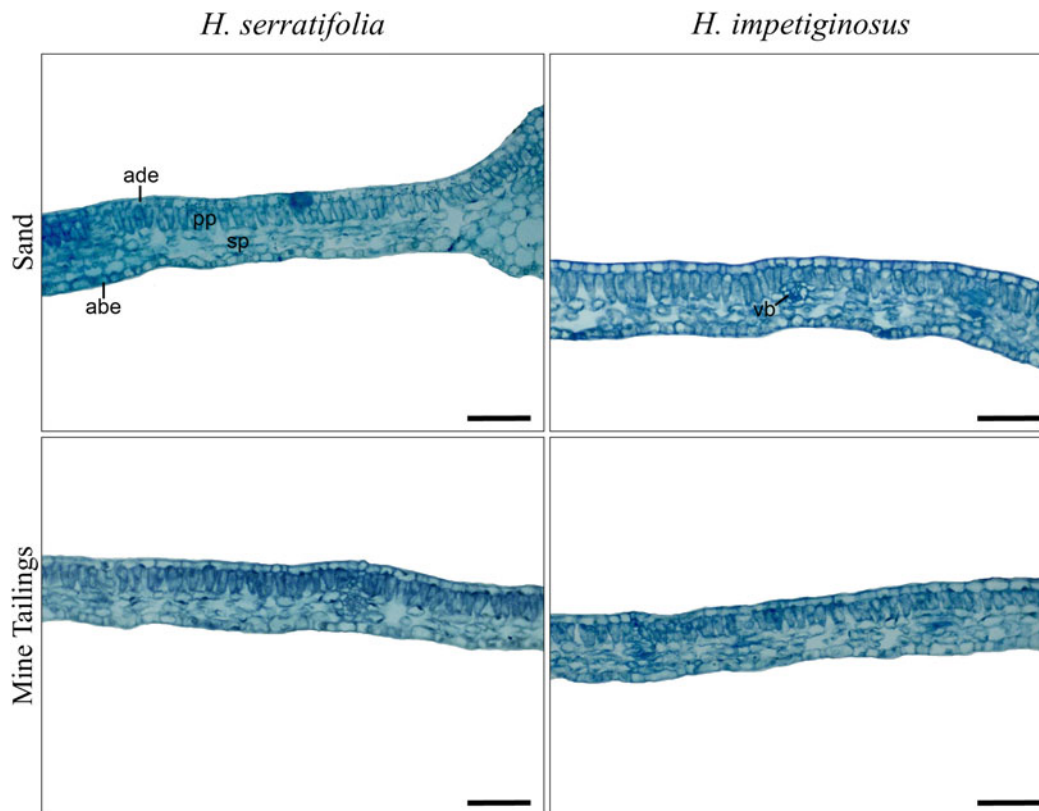 H. serratifolia
H. impetiginosus
Sand
ade
pp
sp
abe
vb
Mine Tailings